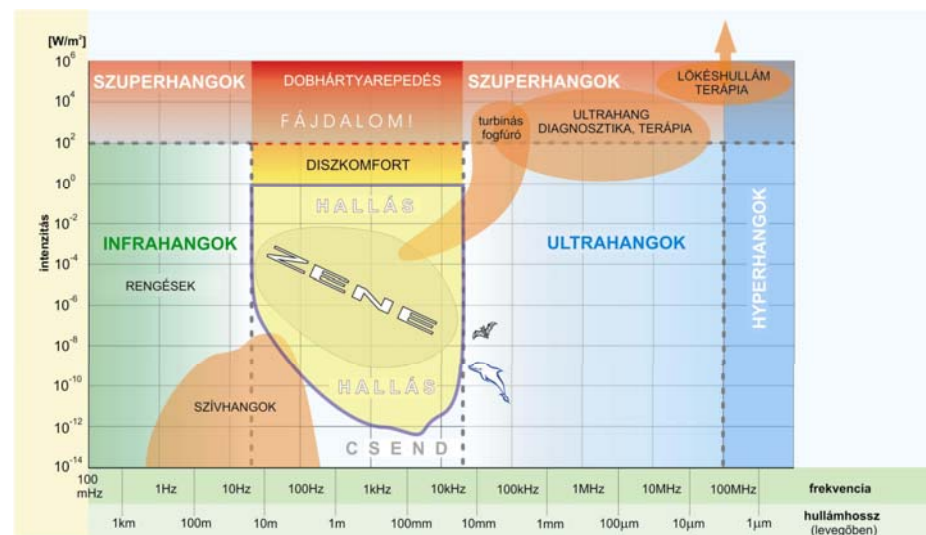 [W/m²]
10⁶
10⁴
10²
10⁰
10⁻²
10⁻⁴
10⁻⁶
10⁻⁸
10⁻¹⁰
10⁻¹²
10⁻¹⁴
intenzitás
SZUPERHANGOK
DOBHÁRTYAREPEDÉS
FÁJDALOM!
SZUPERHANGOK
LÖKÉSHULLÁM
TERÁPIA
turbinás
fogfúró
ULTRAHANG
DIAGNOSZTIKA, TERÁPIA
DISZKOMFORT
HALLÁS
INFRAHANGOK
ZENE
ULTRAHANGOK
HYPERHANGOK
RENGÉSEK
HALLÁS
SZÍVHANGOK
CSEND
100 mHz 1Hz 10Hz 100Hz 1kHz 10kHz 100kHz 1MHz 10MHz 100MHz frekvencia
1km 100m 10m 1m 100mm 10mm 1mm 100µm 10µm 1µm hullámhossz
(levegőben)